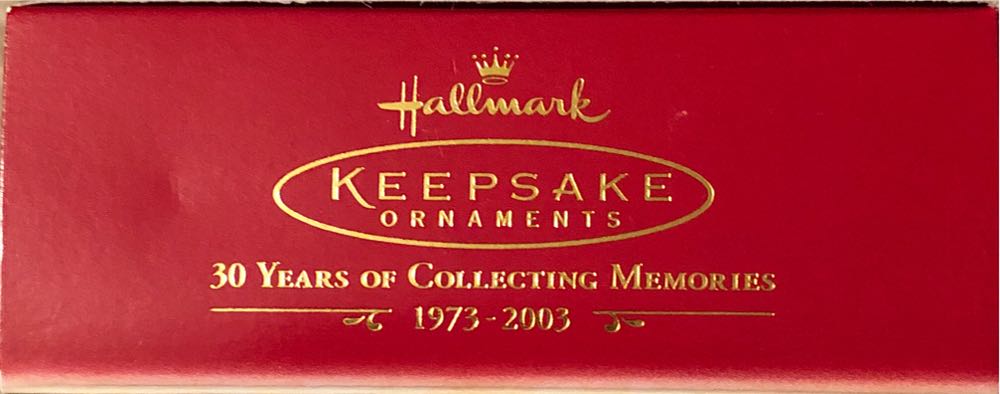 Hallmark
KEEPSAKE
ORNAMENTS
30 YEARS OF COLLECTING MEMORIES
1973-2003